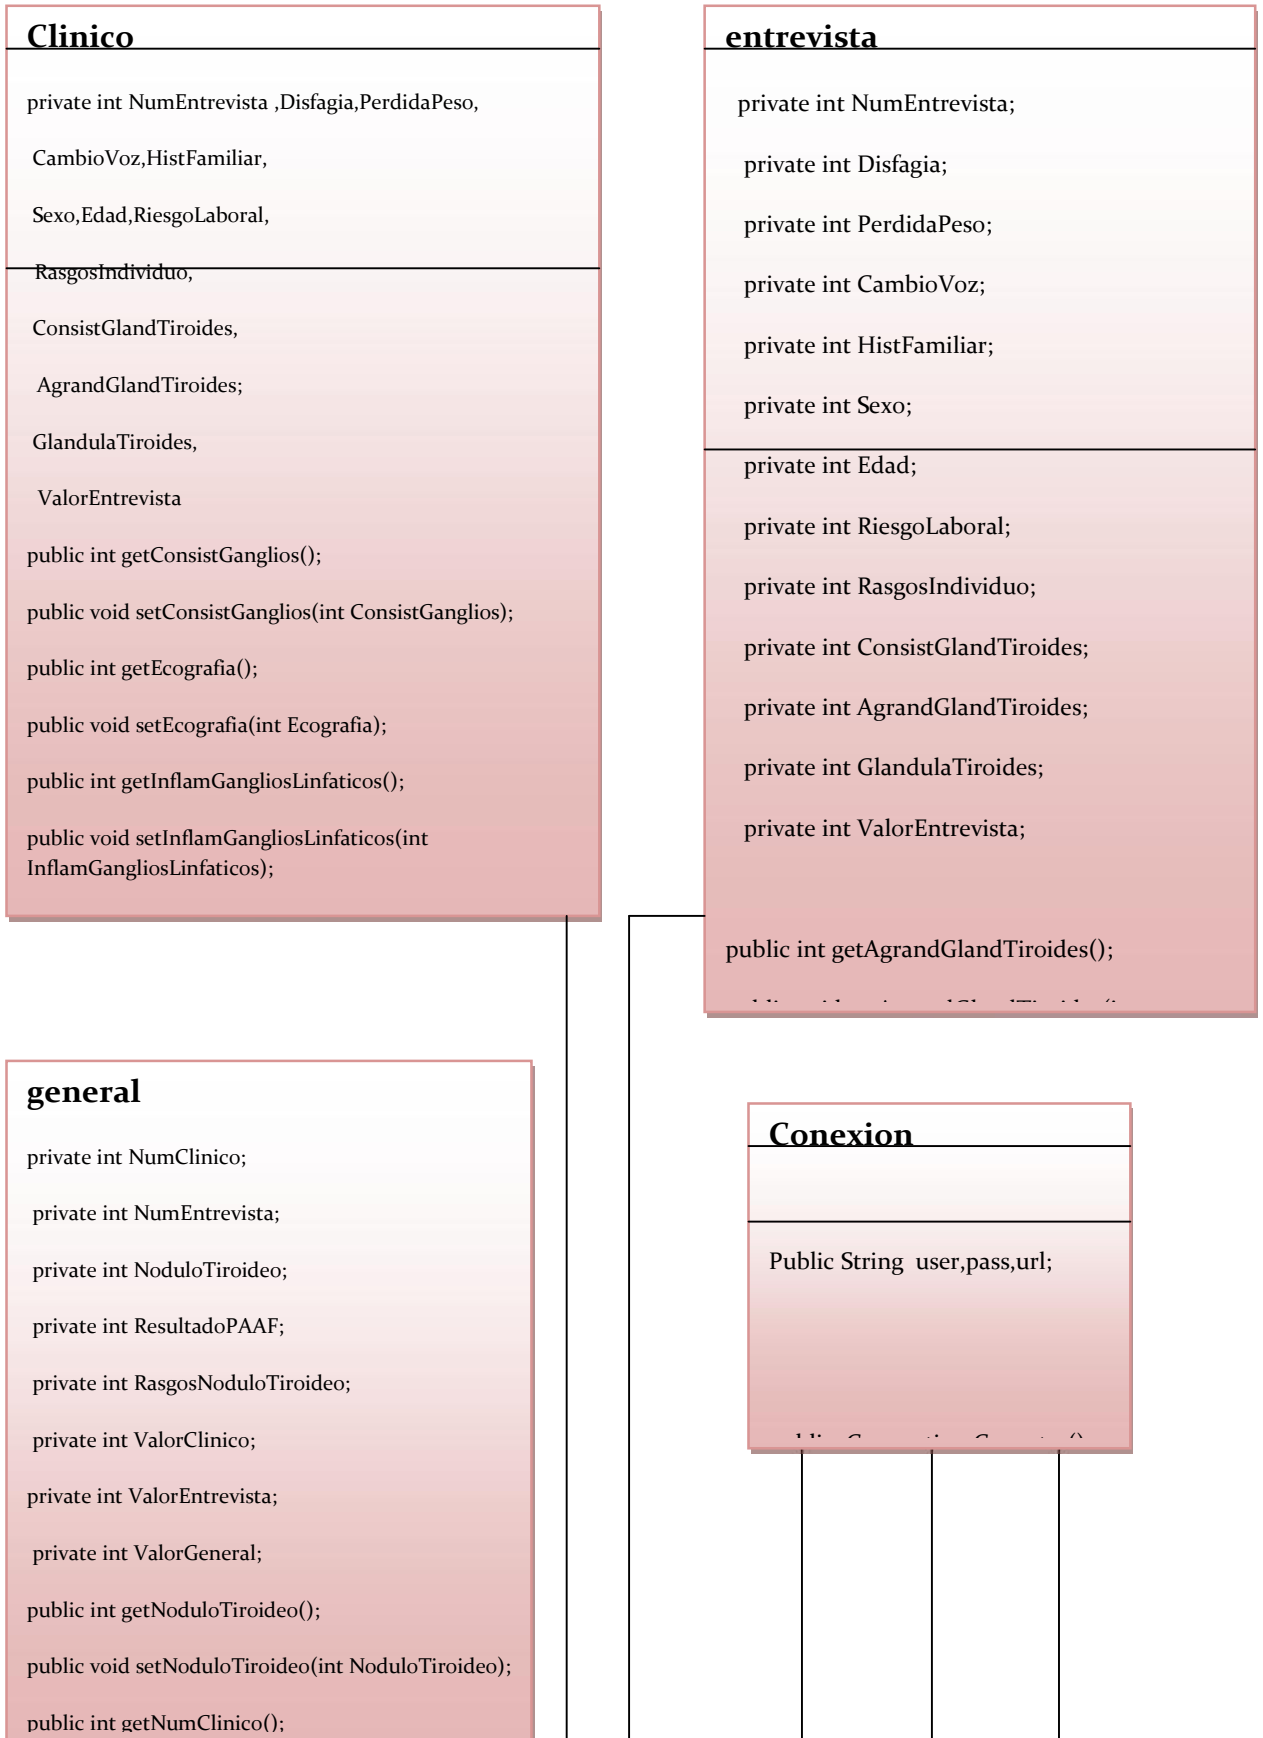 Clinico
private int NumEntrevista ,Disfagia,PerdidaPeso,
CambioVoz,HistFamiliar,
Sexo,Edad,RiesgoLaboral,
RasgosIndividuo,
ConsistGlandTiroides,
AgrandGlandTiroides;
GlandulaTiroides,
ValorEntrevista
public int getConsistGanglios();
public void setConsistGanglios(int ConsistGanglios);
public int getEcografia();
public void setEcografia(int Ecografia);
public int getInflamGangliosLinfaticos();
public void setInflamGangliosLinfaticos(int
InflamGangliosLinfaticos);
entrevista
private int NumEntrevista;
private int Disfagia;
private int PerdidaPeso;
private int CambioVoz;
private int HistFamiliar;
private int Sexo;
private int Edad;
private int RiesgoLaboral;
private int RasgosIndividuo;
private int ConsistGlandTiroides;
private int AgrandGlandTiroides;
private int GlandulaTiroides;
private int ValorEntrevista;
public int getAgrandGlandTiroides();
general
private int NumClinico;
private int NumEntrevista;
private int NoduloTiroideo;
private int ResultadoPAAF;
private int RasgosNoduloTiroideo;
private int ValorClinico;
private int ValorEntrevista;
private int ValorGeneral;
public int getNoduloTiroideo();
public void setNoduloTiroideo(int NoduloTiroideo);
public int getNumClinico();
Conexion
Public String user,pass,url;